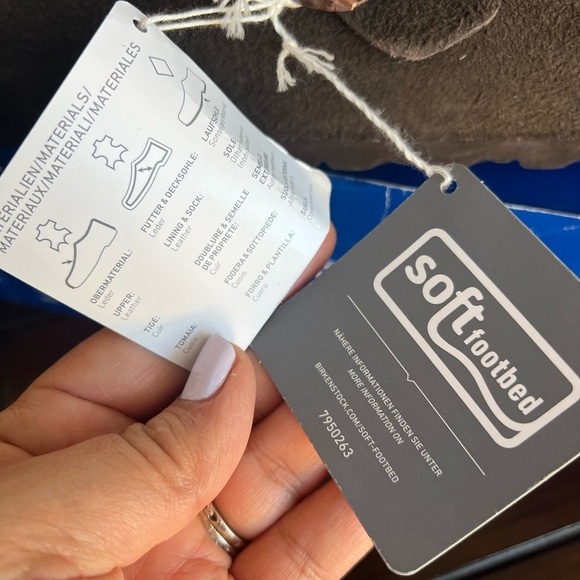 MATERIALIEN/MATERIALS/
MATERIAUX/MATERIALI/MATERIALES
OBERMATERIAL:
Leder
UPPER:
Leather
TIGE:
Cuir
TOMAIA:
FUTTER & DECKSOHLE:
Leder
LINING & SOCK:
Leather
DOUBLURE & SEMELLE
DE PROPRETE:
Cuir
FODERA & SOTTOPIEDE:
Cuoio
FORRO & PLANTILLA:
Cuero
LAUFSOHLE
SOLE
soft footbed
NÄHERE INFORMATIONEN FINDEN SIE UNTER
MORE INFORMATION ON
BIRKENSTOCK.COM/SOFT-FOOTBED
7950263